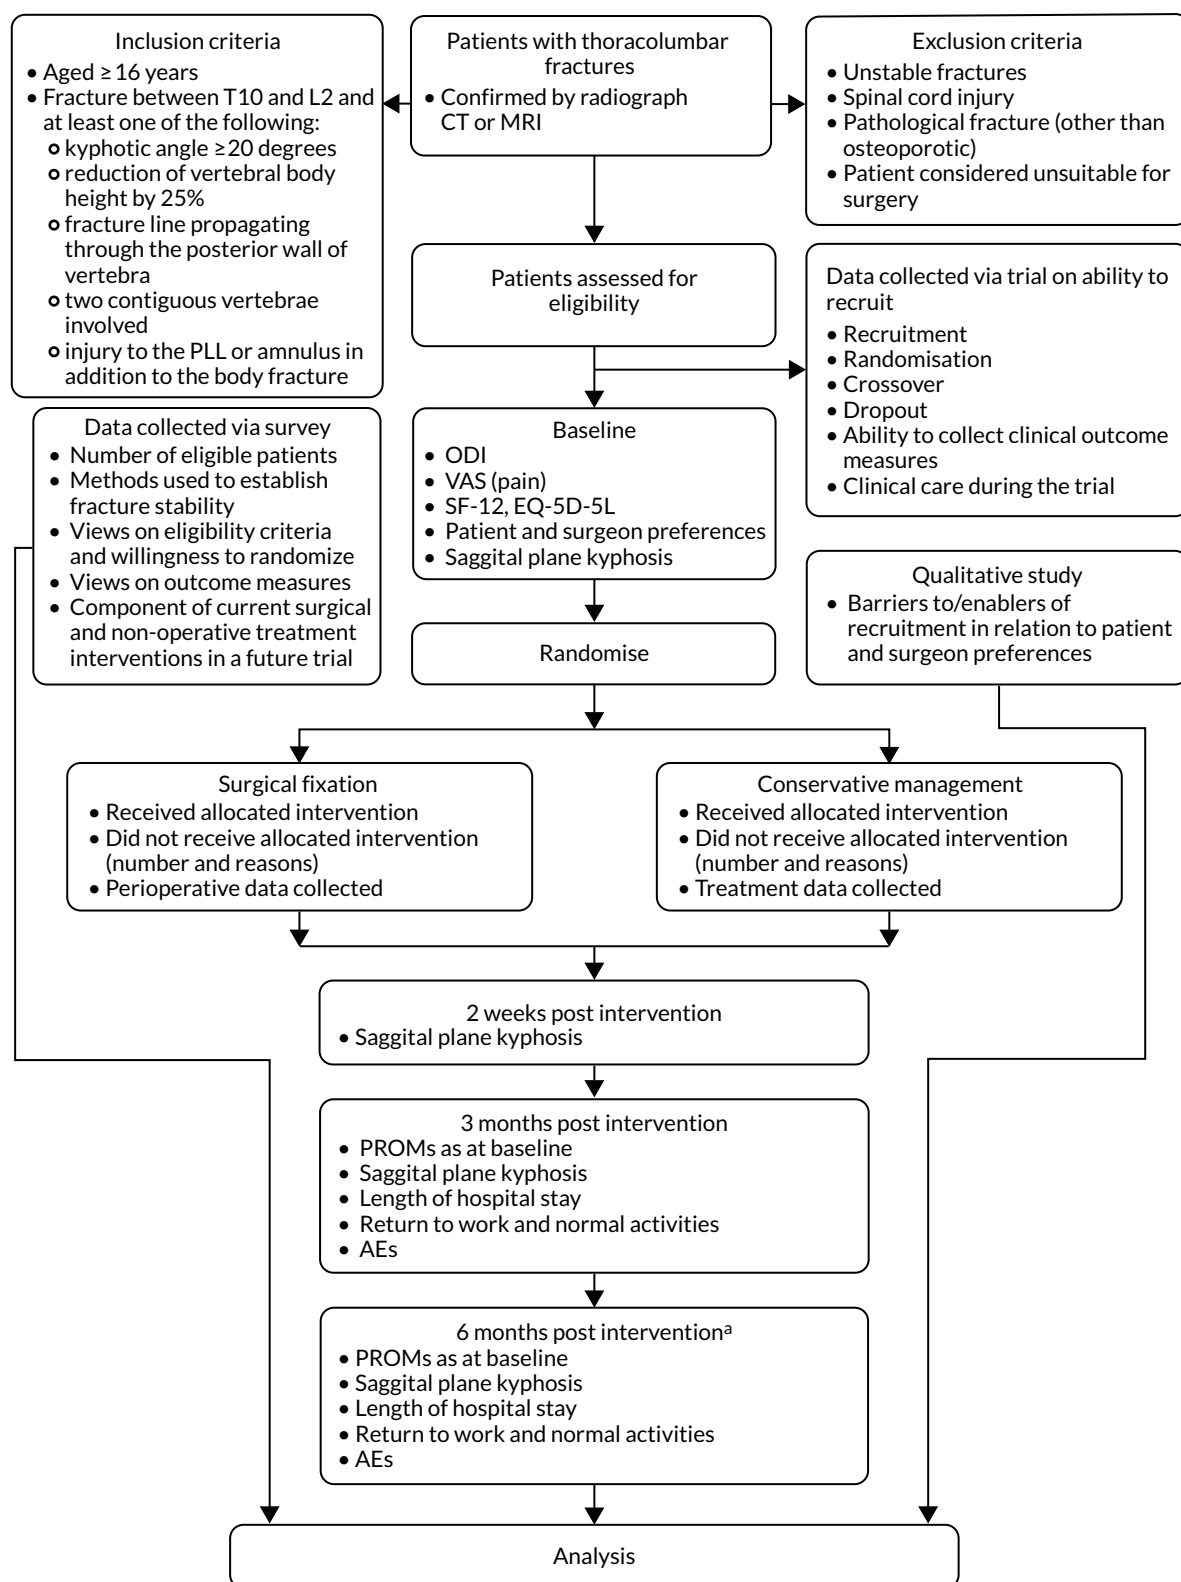 Inclusion criteria
• Aged ≥ 16 years
• Fracture between T10 and L2 and
at least one of the following:
o kyphotic angle ≥20 degrees
o reduction of vertebral body
height by 25%
o fracture line propagating
through the posterior wall of
vertebra
o two contiguous vertebrae
involved
o injury to the PLL or amnulus in
addition to the body fracture
Patients with thoracolumbar
fractures
• Confirmed by radiograph
CT or MRI
Exclusion criteria
• Unstable fractures
• Spinal cord injury
• Pathological fracture (other than
osteoporotic)
• Patient considered unsuitable for
surgery
Patients assessed for
eligibility
Data collected via trial on ability to
recruit
• Recruitment
• Randomisation
• Crossover
• Dropout
• Ability to collect clinical outcome
measures
• Clinical care during the trial
Data collected via survey
• Number of eligible patients
• Methods used to establish
fracture stability
• Views on eligibility criteria
and willingness to randomize
• Views on outcome measures
• Component of current surgical
and non-operative treatment
interventions in a future trial
Baseline
• ODI
• VAS (pain)
• SF-12, EQ-5D-5L
• Patient and surgeon preferences
• Saggital plane kyphosis
Qualitative study
• Barriers to/enablers of
recruitment in relation to patient
and surgeon preferences
Randomise
Surgical fixation
• Received allocated intervention
• Did not receive allocated intervention
(number and reasons)
• Perioperative data collected
Conservative management
• Received allocated intervention
• Did not receive allocated intervention
(number and reasons)
• Treatment data collected
2 weeks post intervention
• Saggital plane kyphosis
3 months post intervention
• PROMs as at baseline
• Saggital plane kyphosis
• Length of hospital stay
• Return to work and normal activities
• AEs
6 months post interventionᵃ
• PROMs as at baseline
• Saggital plane kyphosis
• Length of hospital stay
• Return to work and normal activities
• AEs
Analysis